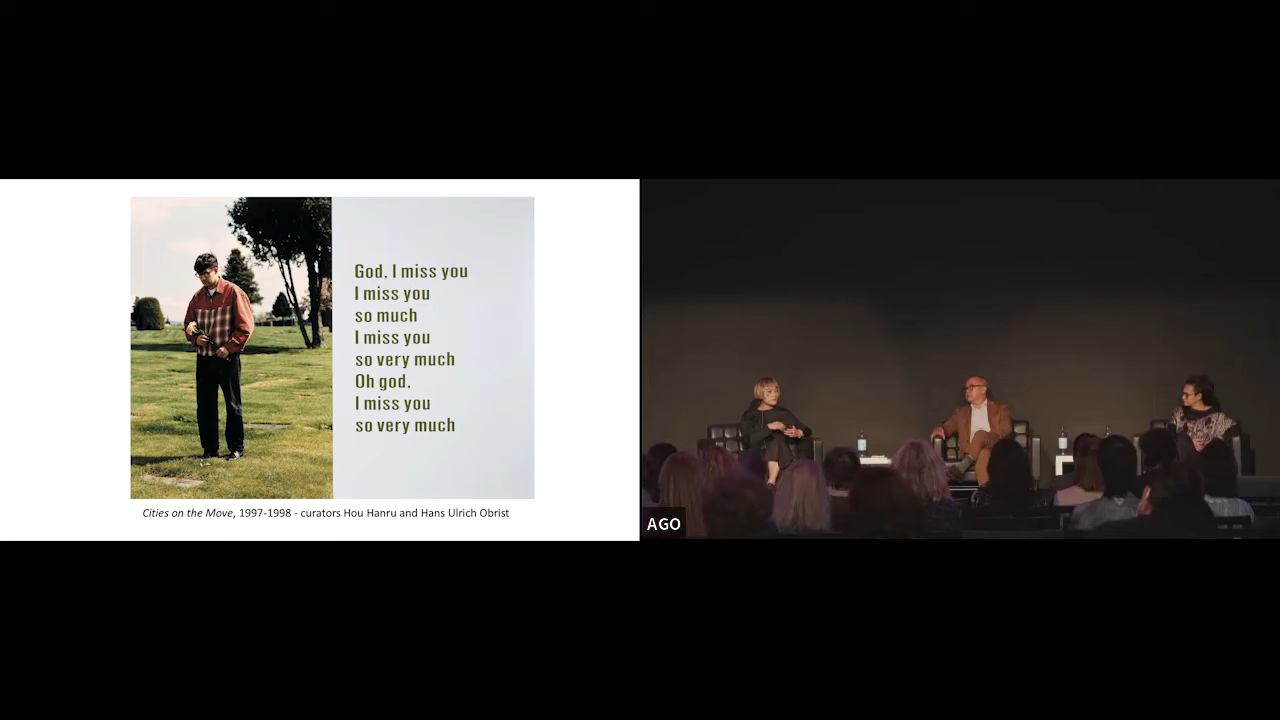 God, I miss you
I miss you
so much
I miss you
so very much
Oh god,
I miss you
so very much
Cities on the Move, 1997-1998 - curators Hou Hanru and Hans Ulrich Obrist
AGO